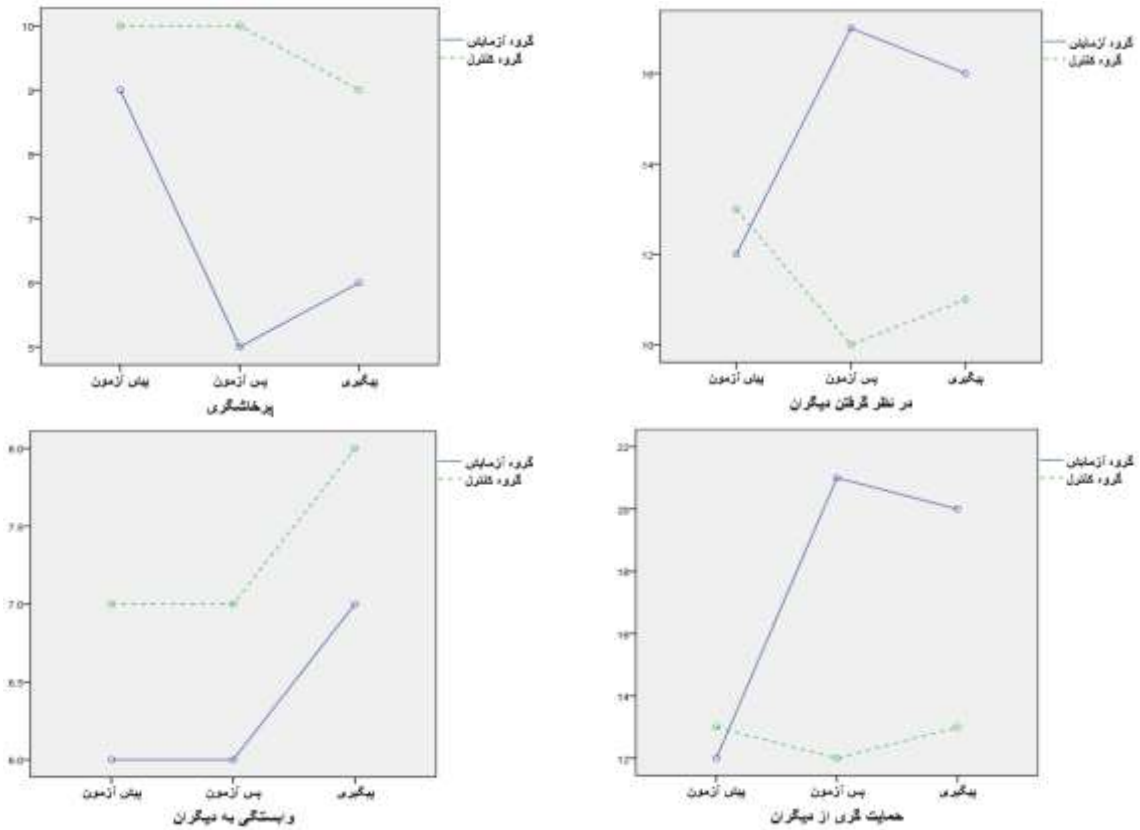 10
9
8
7
6
5
گروه آزمایش
گروه کنترل
پیش آزمون
پس آزمون
پیگیری
پرخاشگری
16
14
12
10
گروه آزمایش
گروه کنترل
پیش آزمون
پس آزمون
پیگیری
در نظر گرفتن دیگران
8.0
7.5
7.0
6.5
6.0
گروه آزمایش
گروه کنترل
پیش آزمون
پس آزمون
پیگیری
وابستگی به دیگران
22
20
18
16
14
12
گروه آزمایش
گروه کنترل
پیش آزمون
پس آزمون
پیگیری
حمایت گری از دیگران